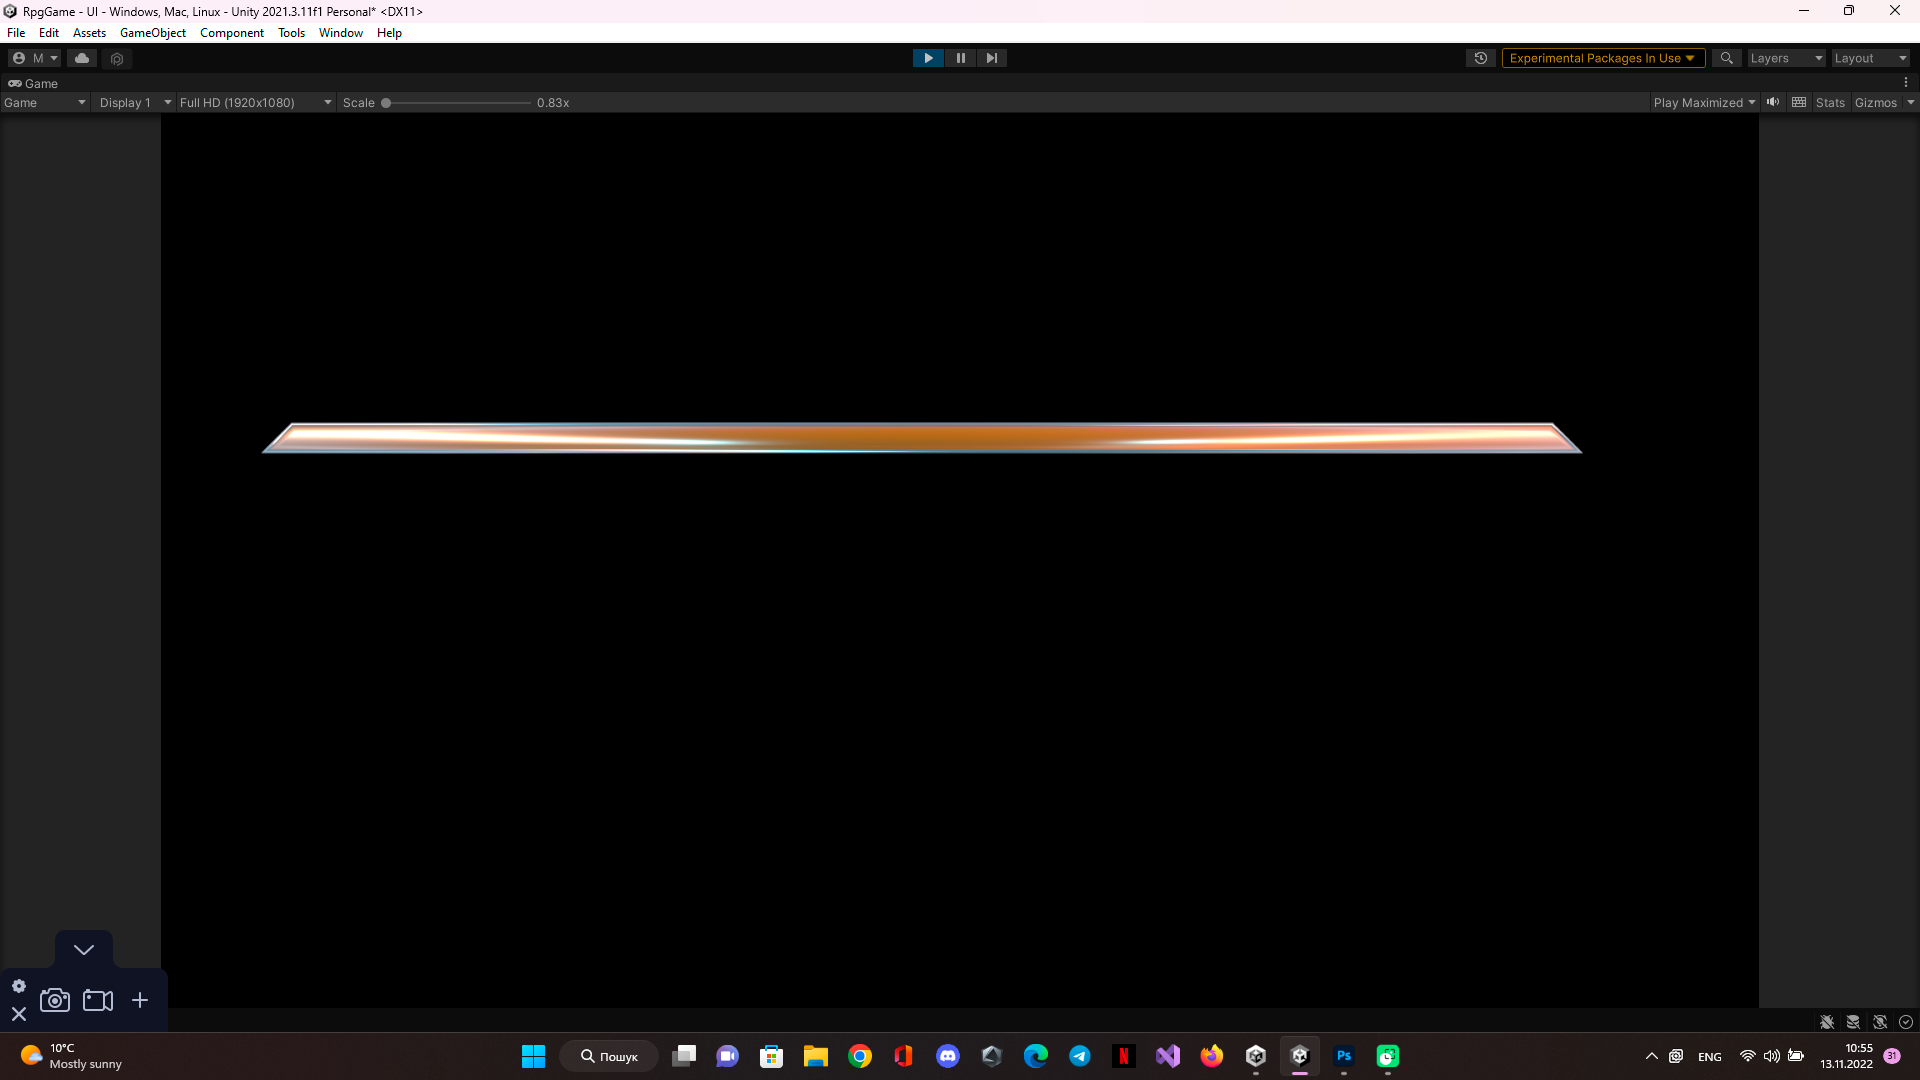 RpgGame - UI - Windows, Mac, Linux - Unity 2021.3.11f1 Personal* <DX11>
File Edit Assets GameObject Component Tools Window Help
M Experimental Packages In Use Layers Layout
Game
Game Display 1 Full HD (1920x1080) Scale 0.83x Play Maximized Stats Gizmos
10°C
Mostly sunny
Пошук
N
Ps
ENG
10:55
13.11.2022
31